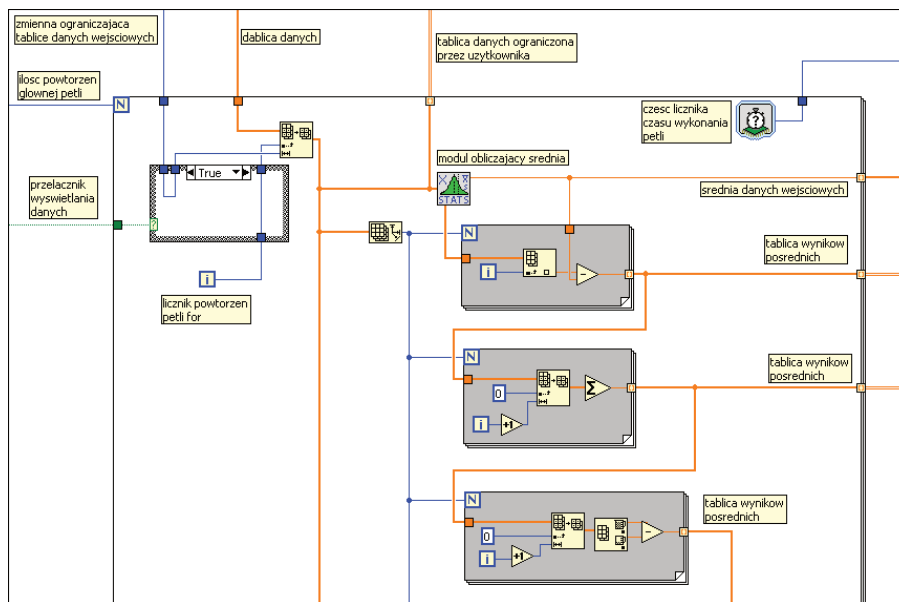 zmienna ograniczajaca
tablice danych wejsciowych
dablica danych
tablica danych ograniczona
przez uzytkownika
ilosc powtorzen
glownej petli
N
czesc licznika
czasu wykonania
petli
?
modul obliczajacy srednia
True
STATS
przelacznik
wyswietlania
danych
?
srednia danych wejsciowych
N
tablica wynikow
posrednich
i
i
-
licznik powtorzen
petli for
N
tablica wynikow
posrednich
0
Σ
i
+1
N
tablica wynikow
posrednich
0
-
i
+1